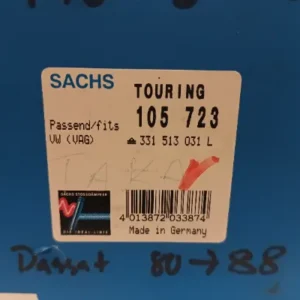 SACHS TOURING
105 723
Passend/fits
VW (VAG) 331 513 031 L
TAKA
4 013872 033874
Made in Germany
Passat 80→88